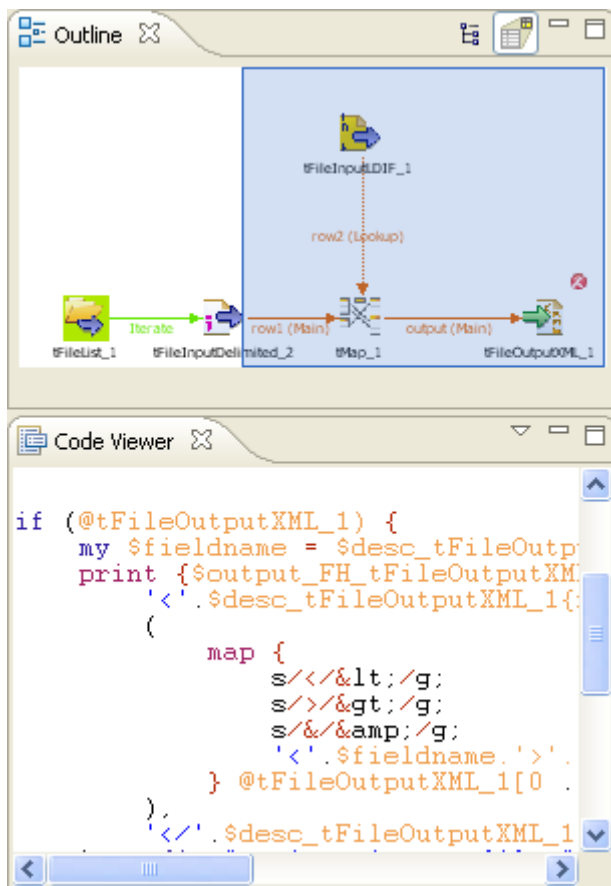 Outline
tFileInputLDIF_1
row2 (Lookup)
Iterate
row1 (Main)
output (Main)
tFileList_1
tFileInputDelimited_2
tMap_1
tFileOutputXML_1
Code Viewer
if (@tFileOutputXML_1) {
my $fieldname = $desc_tFileOutp
print {$output_FH_tFileOutputXM
'<'.$desc_tFileOutputXML_1{
(
map {
s/</&lt;/g;
s/>/&gt;/g;
s/&/&amp;/g;
'<'.$fieldname.'>'.
} @tFileOutputXML_1[0 .
),
'</'.$desc_tFileOutputXML_1